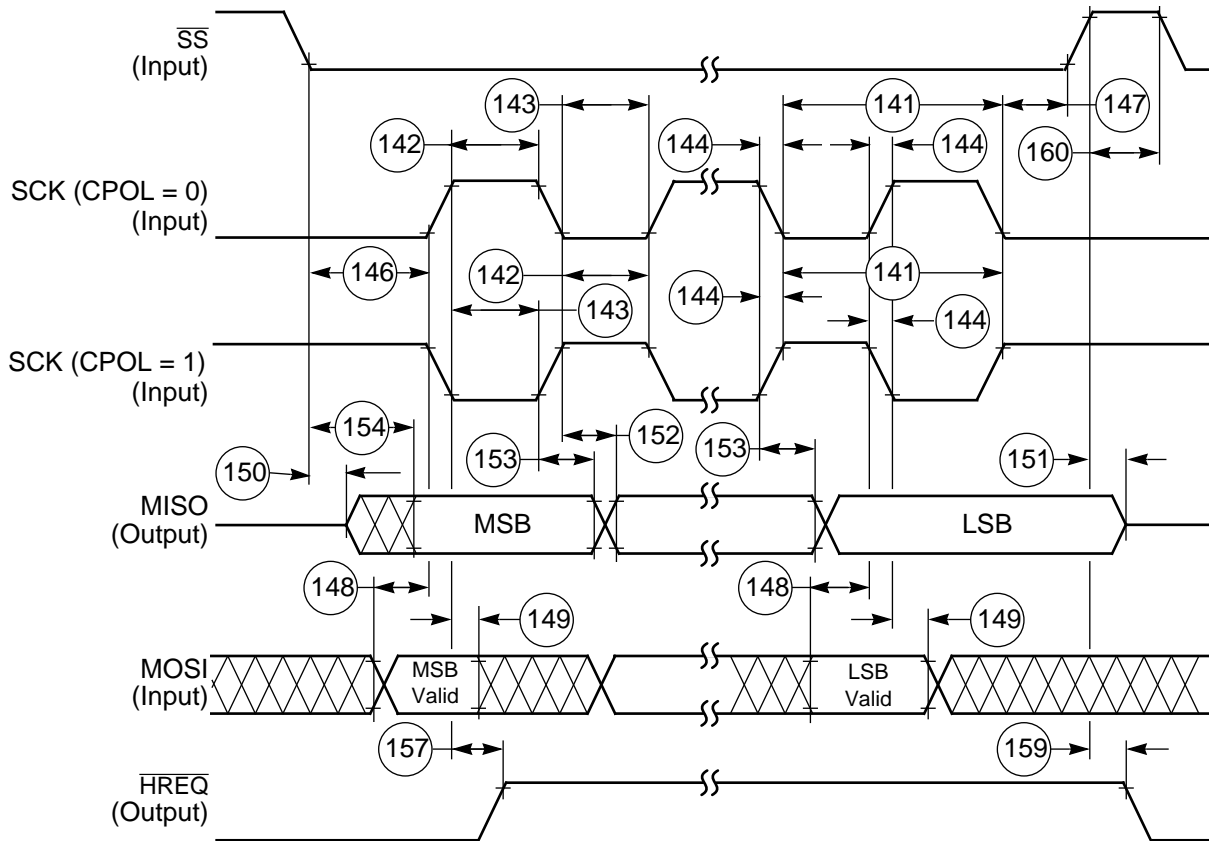 SS
(Input)
143
141
147
142
144
144
160
SCK (CPOL = 0)
(Input)
146
142
141
144
143
144
SCK (CPOL = 1)
(Input)
154
152
153
153
150
151
MISO
(Output)
MSB
LSB
148
148
149
149
MOSI
(Input)
MSB
Valid
LSB
Valid
157
159
HREQ
(Output)